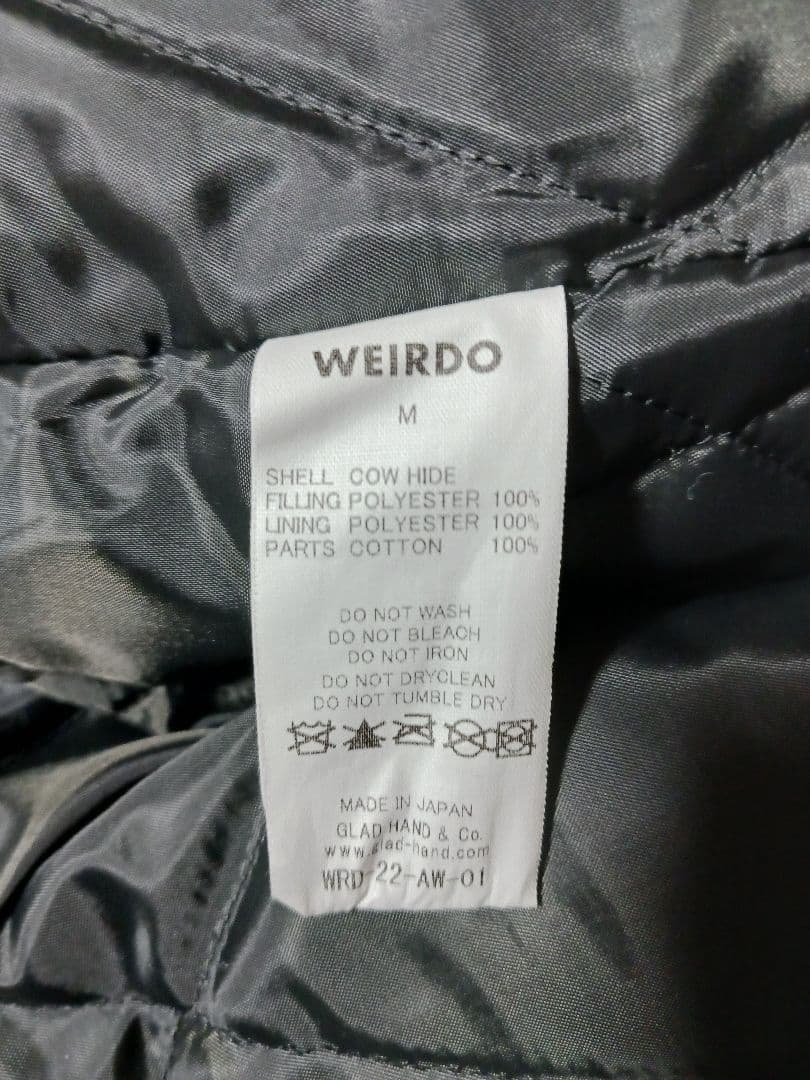 WEIRDO
M
SHELL COW HIDE
FILLING POLYESTER 100%
LINING POLYESTER 100%
PARTS COTTON 100%
DO NOT WASH
DO NOT BLEACH
DO NOT IRON
DO NOT DRYCLEAN
DO NOT TUMBLE DRY
MADE IN JAPAN
GLAD HAND & Co.
www.glad-hand.com
WRD-22-AW-01